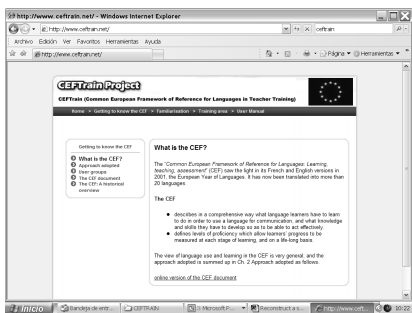 http://www.ceftrain.net/ - Windows Internet Explorer
http://www.ceftrain.net/
ceftrain
Archivo Edición Ver Favoritos Herramientas Ayuda
http://www.ceftrain.net/
Página Herramientas
CEFTrain Project
CEFTrain (Common European Framework of Reference for Languages in Teacher Training)
Home > Getting to know the CEF > Familiarisation > Training area > User Manual
Getting to know the CEF
What is the CEF?
Approach adopted
User groups
The CEF document
The CEF: A historical
overview
What is the CEF?
The "Common European Framework of Reference for Languages: Learning,
teaching, assessment" (CEF) saw the light in its French and English versions in
2001, the European Year of Languages. It has now been translated into more than
20 languages.
The CEF
describes in a comprehensive way what language learners have to learn
to do in order to use a language for communication, and what knowledge
and skills they have to develop so as to be able to act effectively.
defines levels of proficiency which allow learners' progress to be
measured at each stage of learning, and on a life-long basis.
The view of language use and learning in the CEF is very general, and the
approach adopted is summed up in Ch. 2 Approach adopted as follows
online version of the CEF document
Inicio
Bandeja de entr...
CEFTRAIN
3 Microsoft P...
Reconstruct a s...
http://www.ceft...
10:22